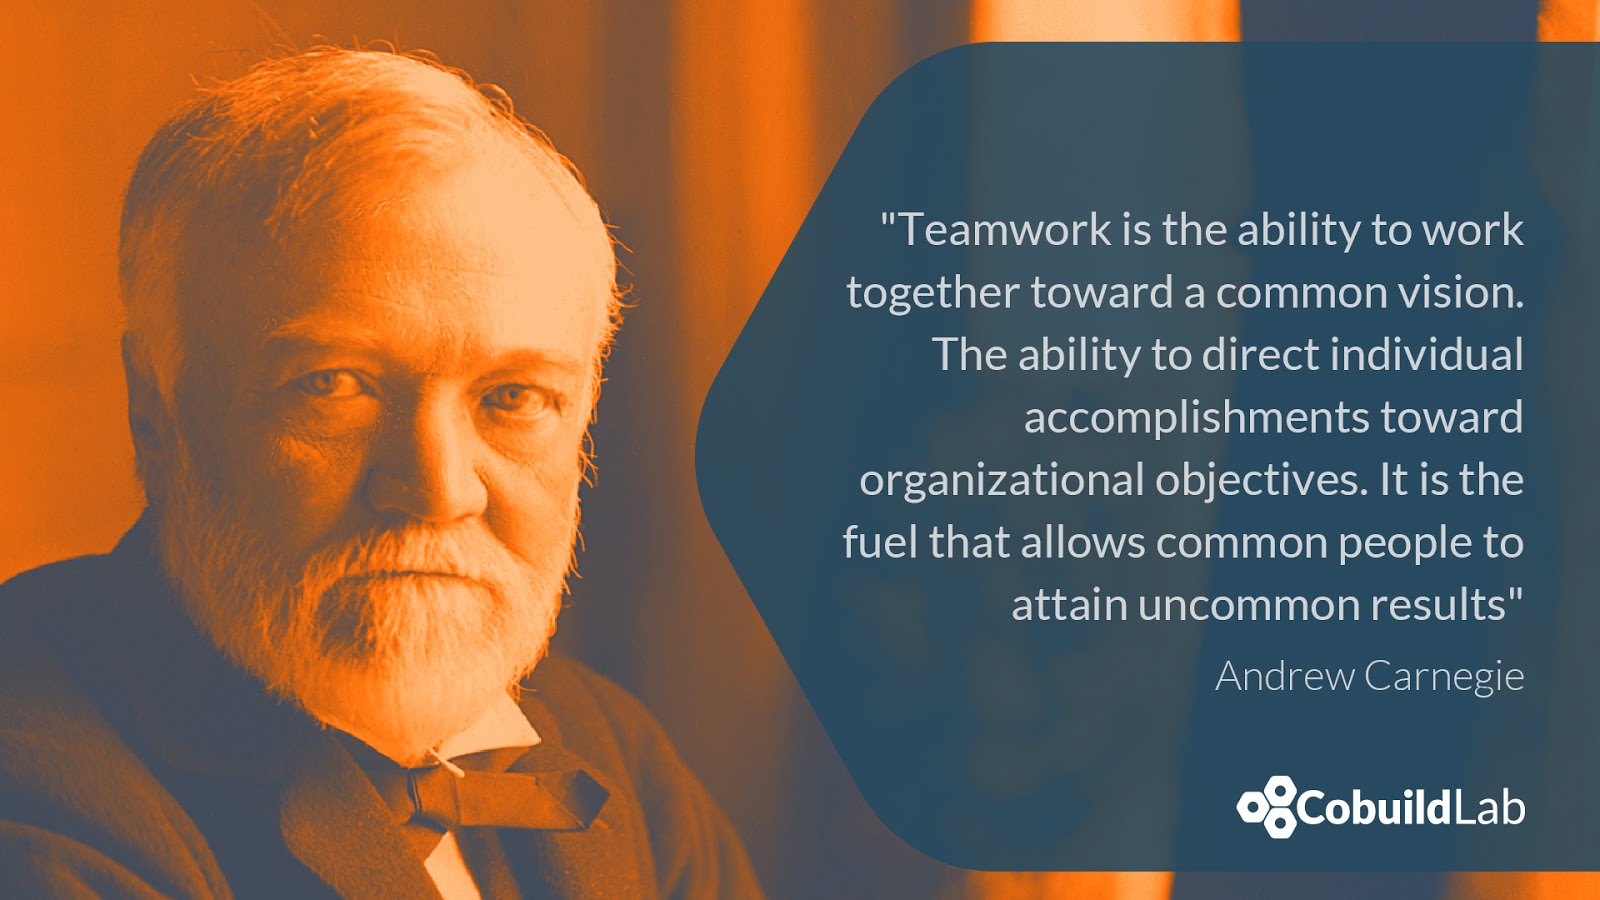 "Teamwork is the ability to work
together toward a common vision.
The ability to direct individual
accomplishments toward
organizational objectives. It is the
fuel that allows common people to
attain uncommon results"
Andrew Carnegie
CobuildLab